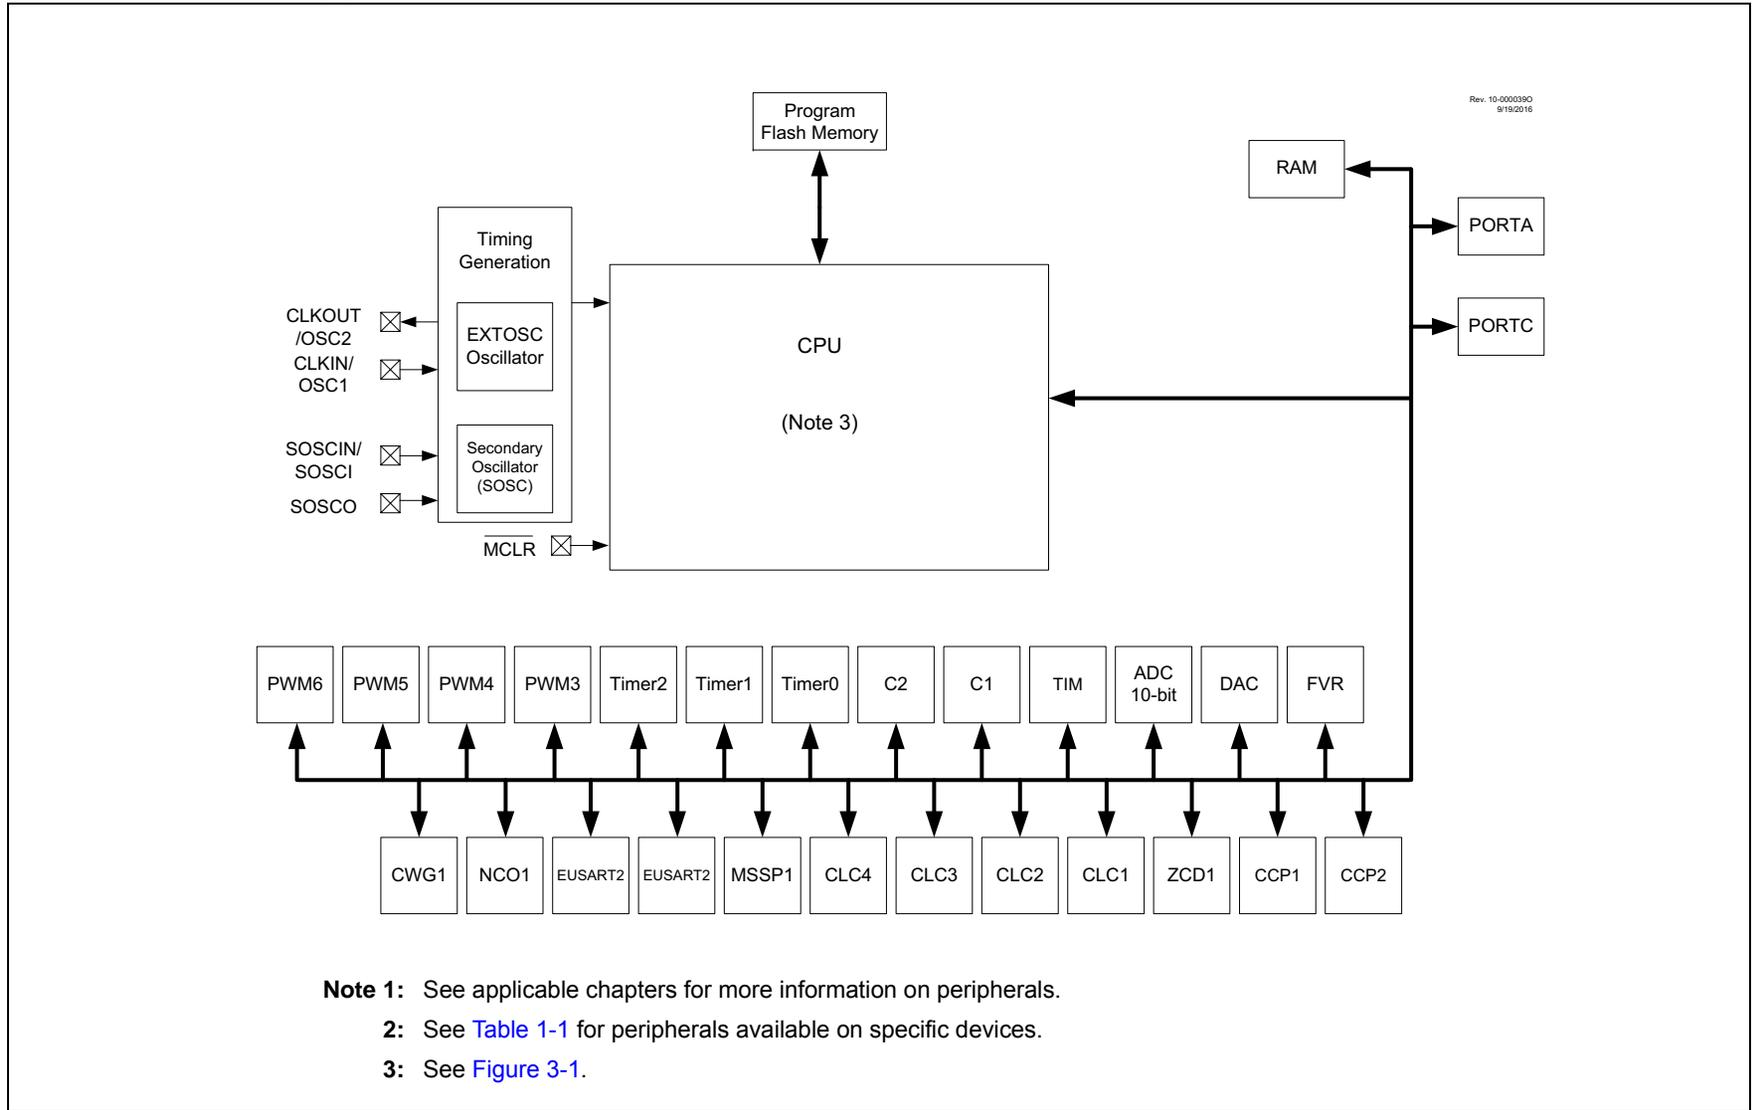 Rev. 10-000039O
9/19/2016
Program
Flash Memory
RAM
PORTA
PORTC
Timing
Generation
EXTOSC
Oscillator
Secondary
Oscillator
(SOSC)
CLKOUT
/OSC2
CLKIN/
OSC1
SOSCIN/
SOSCI
SOSCO
MCLR
CPU
(Note 3)
PWM6
PWM5
PWM4
PWM3
Timer2
Timer1
Timer0
C2
C1
TIM
ADC
10-bit
DAC
FVR
CWG1
NCO1
EUSART2
EUSART2
MSSP1
CLC4
CLC3
CLC2
CLC1
ZCD1
CCP1
CCP2
Note 1: See applicable chapters for more information on peripherals.
2: See Table 1-1 for peripherals available on specific devices.
3: See Figure 3-1.